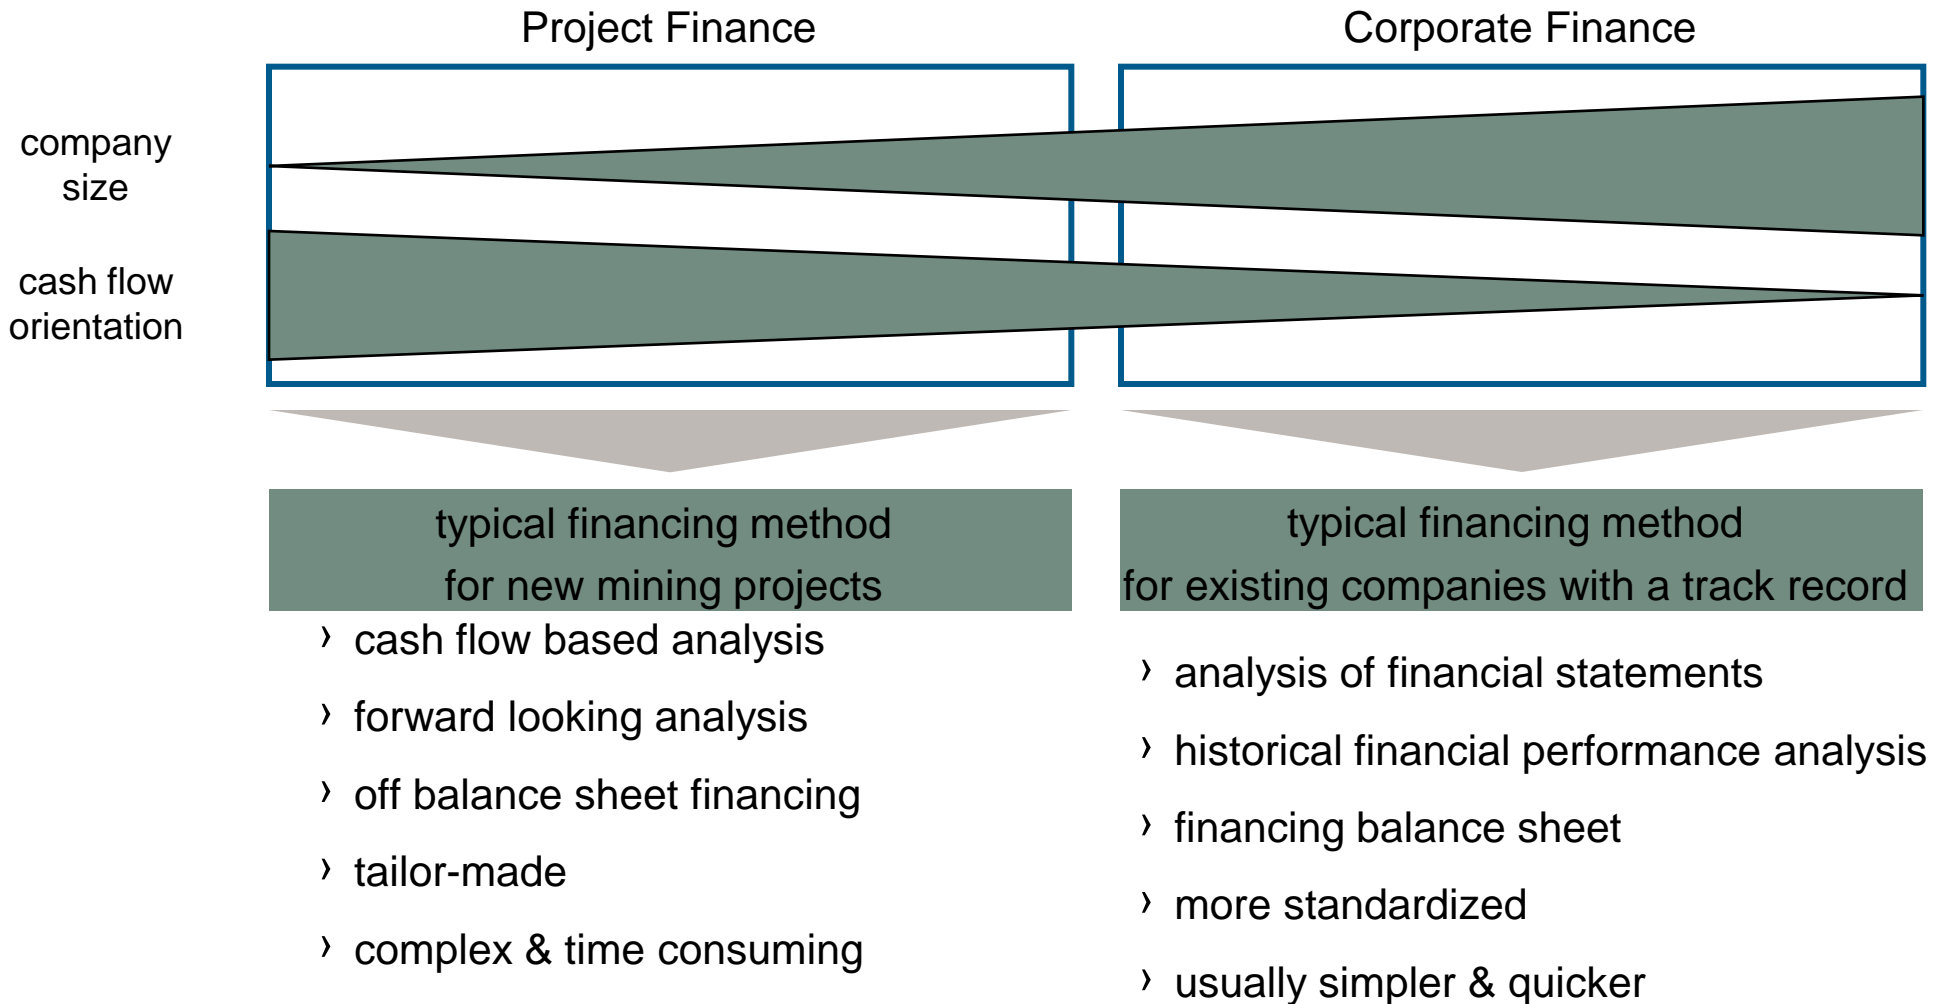 Project Finance
Corporate Finance
company
size
cash flow
orientation
typical financing method
for new mining projects
› cash flow based analysis
› forward looking analysis
› off balance sheet financing
› tailor-made
› complex & time consuming
typical financing method
for existing companies with a track record
› analysis of financial statements
› historical financial performance analysis
› financing balance sheet
› more standardized
› usually simpler & quicker